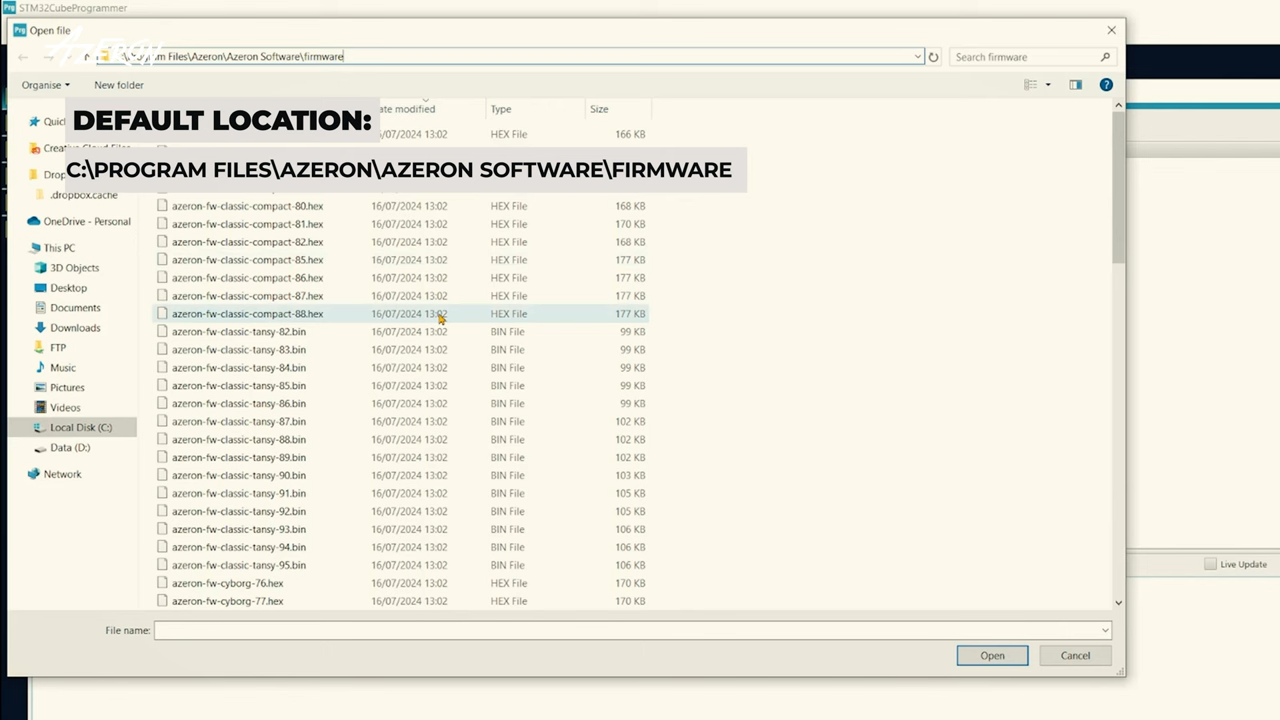 STM32CubeProgrammer
Open file
AZERON
Program Files\Azeron\Azeron Software\firmware
Search firmware
Organise
New folder
DEFAULT LOCATION:
C:\PROGRAM FILES\AZERON\AZERON SOFTWARE\FIRMWARE
ate modified
Type
Size
/07/2024 13:02 HEX File 166 KB
azeron-fw-classic-compact-80.hex 16/07/2024 13:02 HEX File 168 KB
azeron-fw-classic-compact-81.hex 16/07/2024 13:02 HEX File 170 KB
azeron-fw-classic-compact-82.hex 16/07/2024 13:02 HEX File 168 KB
azeron-fw-classic-compact-85.hex 16/07/2024 13:02 HEX File 177 KB
azeron-fw-classic-compact-86.hex 16/07/2024 13:02 HEX File 177 KB
azeron-fw-classic-compact-87.hex 16/07/2024 13:02 HEX File 177 KB
azeron-fw-classic-compact-88.hex 16/07/2024 13:02 HEX File 177 KB
azeron-fw-classic-tansy-82.bin 16/07/2024 13:02 BIN File 99 KB
azeron-fw-classic-tansy-83.bin 16/07/2024 13:02 BIN File 99 KB
azeron-fw-classic-tansy-84.bin 16/07/2024 13:02 BIN File 99 KB
azeron-fw-classic-tansy-85.bin 16/07/2024 13:02 BIN File 99 KB
azeron-fw-classic-tansy-86.bin 16/07/2024 13:02 BIN File 99 KB
azeron-fw-classic-tansy-87.bin 16/07/2024 13:02 BIN File 102 KB
azeron-fw-classic-tansy-88.bin 16/07/2024 13:02 BIN File 102 KB
azeron-fw-classic-tansy-89.bin 16/07/2024 13:02 BIN File 102 KB
azeron-fw-classic-tansy-90.bin 16/07/2024 13:02 BIN File 103 KB
azeron-fw-classic-tansy-91.bin 16/07/2024 13:02 BIN File 105 KB
azeron-fw-classic-tansy-92.bin 16/07/2024 13:02 BIN File 105 KB
azeron-fw-classic-tansy-93.bin 16/07/2024 13:02 BIN File 106 KB
azeron-fw-classic-tansy-94.bin 16/07/2024 13:02 BIN File 106 KB
azeron-fw-classic-tansy-95.bin 16/07/2024 13:02 BIN File 106 KB
azeron-fw-cyborg-76.hex 16/07/2024 13:02 HEX File 170 KB
azeron-fw-cyborg-77.hex 16/07/2024 13:02 HEX File 170 KB
Quic
Creative Cloud Files
Drop
.dropbox.cache
OneDrive - Personal
This PC
3D Objects
Desktop
Documents
Downloads
FTP
Music
Pictures
Videos
Local Disk (C:)
Data (D:)
Network
Live Update
File name:
Open
Cancel